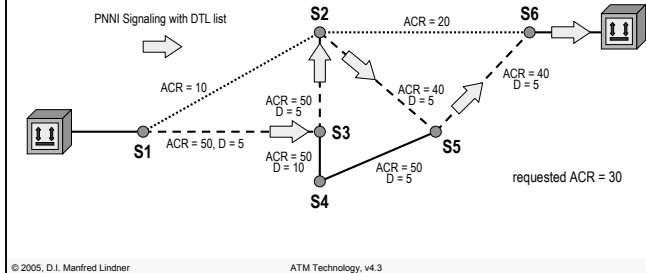 PNNI Signaling with DTL list
S2
ACR = 20
S6
ACR = 10
ACR = 40
D = 5
ACR = 40
D = 5
ACR = 50
D = 5
S1
ACR = 50, D = 5
S3
S5
ACR = 50
D = 10
ACR = 50
D = 5
requested ACR = 30
S4
© 2005, D.I. Manfred Lindner
ATM Technology, v4.3